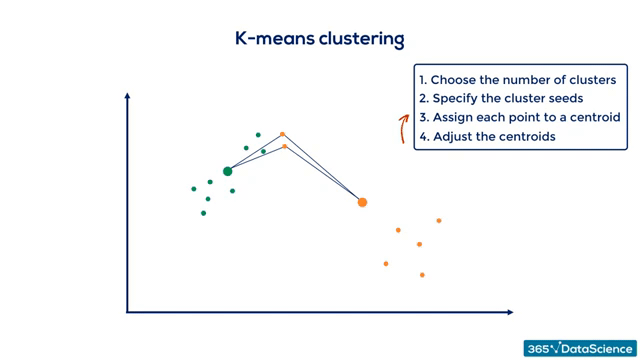 K-means clustering
1. Choose the number of clusters
2. Specify the cluster seeds
3. Assign each point to a centroid
4. Adjust the centroids
365 DataScience